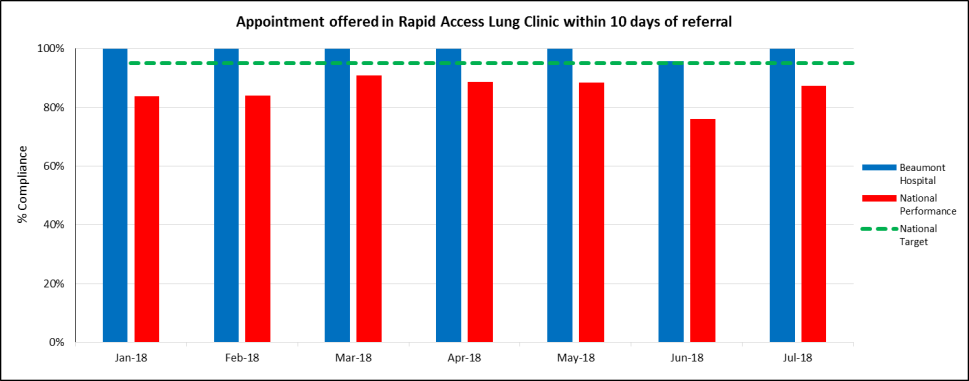 Appointment offered in Rapid Access Lung Clinic within 10 days of referral
100%
80%
60%
40%
20%
0%
% Compliance
Jan-18
Feb-18
Mar-18
Apr-18
May-18
Jun-18
Jul-18
Beaumont
Hospital
National
Performance
National
Target